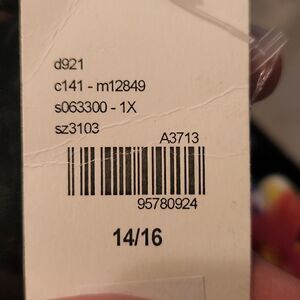 d921
c141 - m12849
s063300 - 1X
sz3103
A3713
95780924
14/16